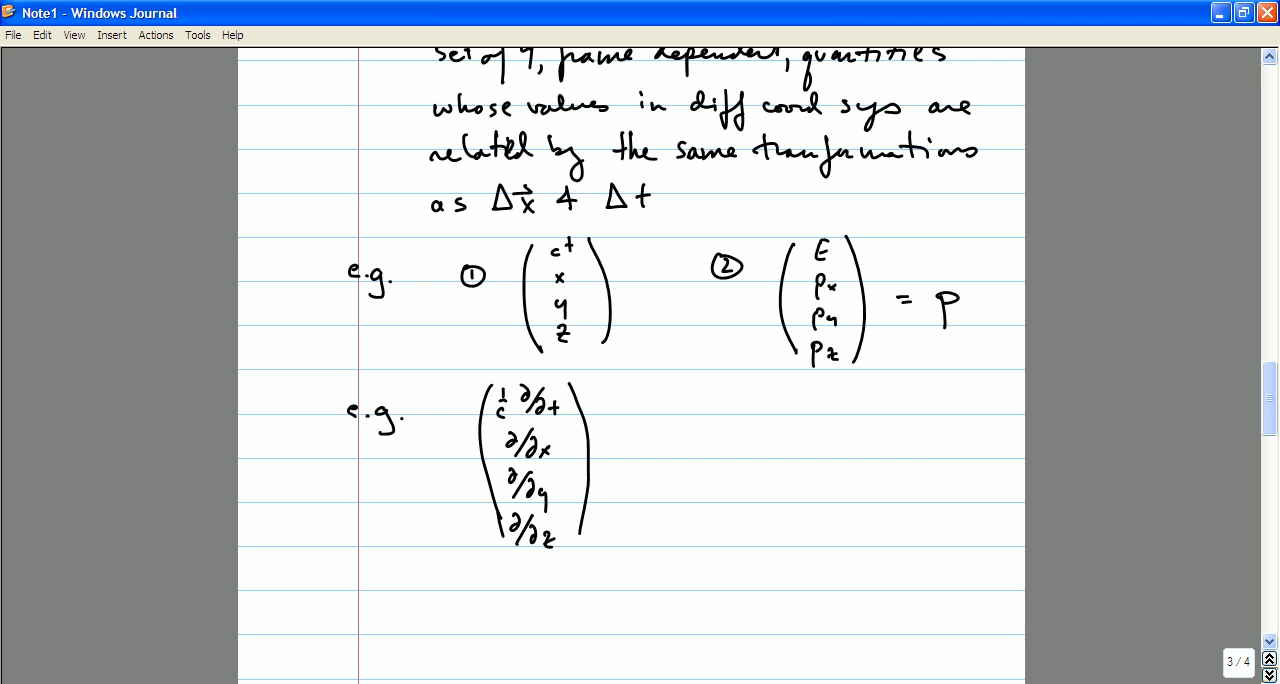 Note1 - Windows Journal
File Edit View Insert Actions Tools Help
set of 4, frame dependent, quantities
whose values in diff coord sys are
related by the same tranformations
as Δx⃗ & Δt
e.g. ① ( ct x y z ) ② ( E px py pz ) = p
e.g. ( 1/c ∂/∂t ∂/∂x ∂/∂y ∂/∂z )
3 / 4